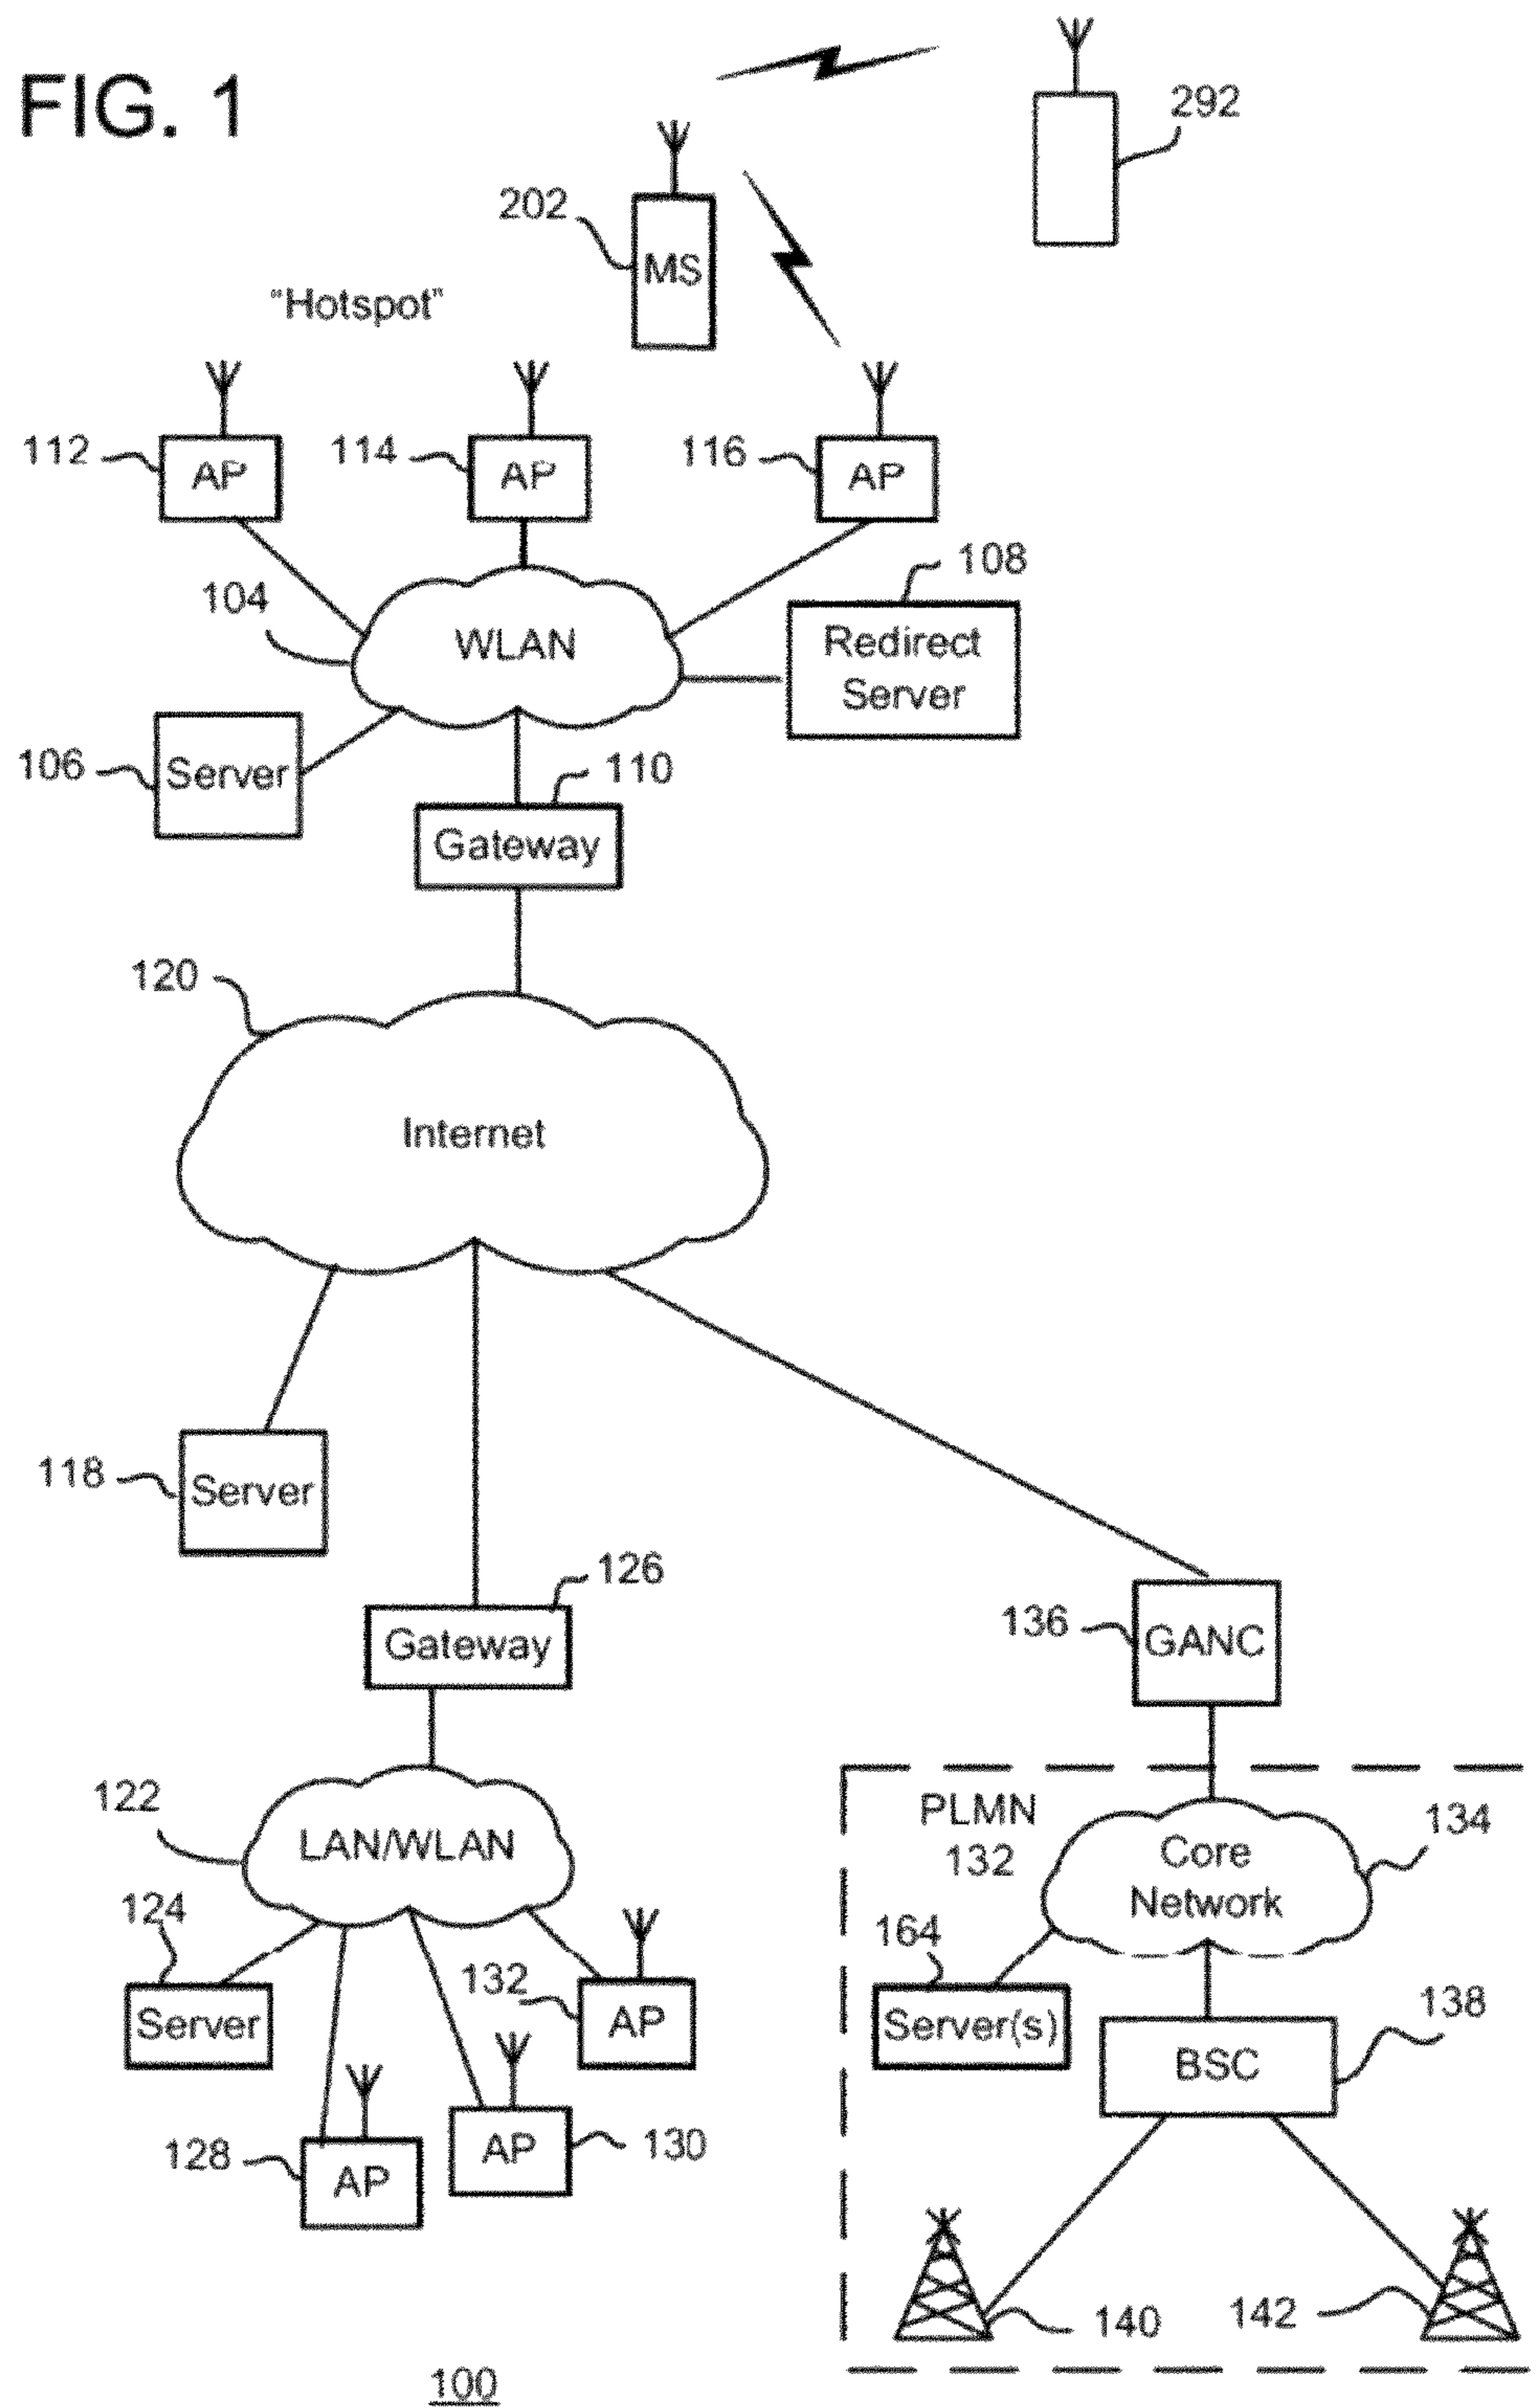 FIG. 1
292
202
MS
“Hotspot”
112
AP
114
AP
116
AP
104
WLAN
108
Redirect
Server
106
Server
110
Gateway
120
Internet
118
Server
126
Gateway
136
GANC
122
LAN/WLAN
PLMN
132
Core
Network
134
124
Server
132
AP
164
Server(s)
138
BSC
128
AP
AP
130
140
142
100